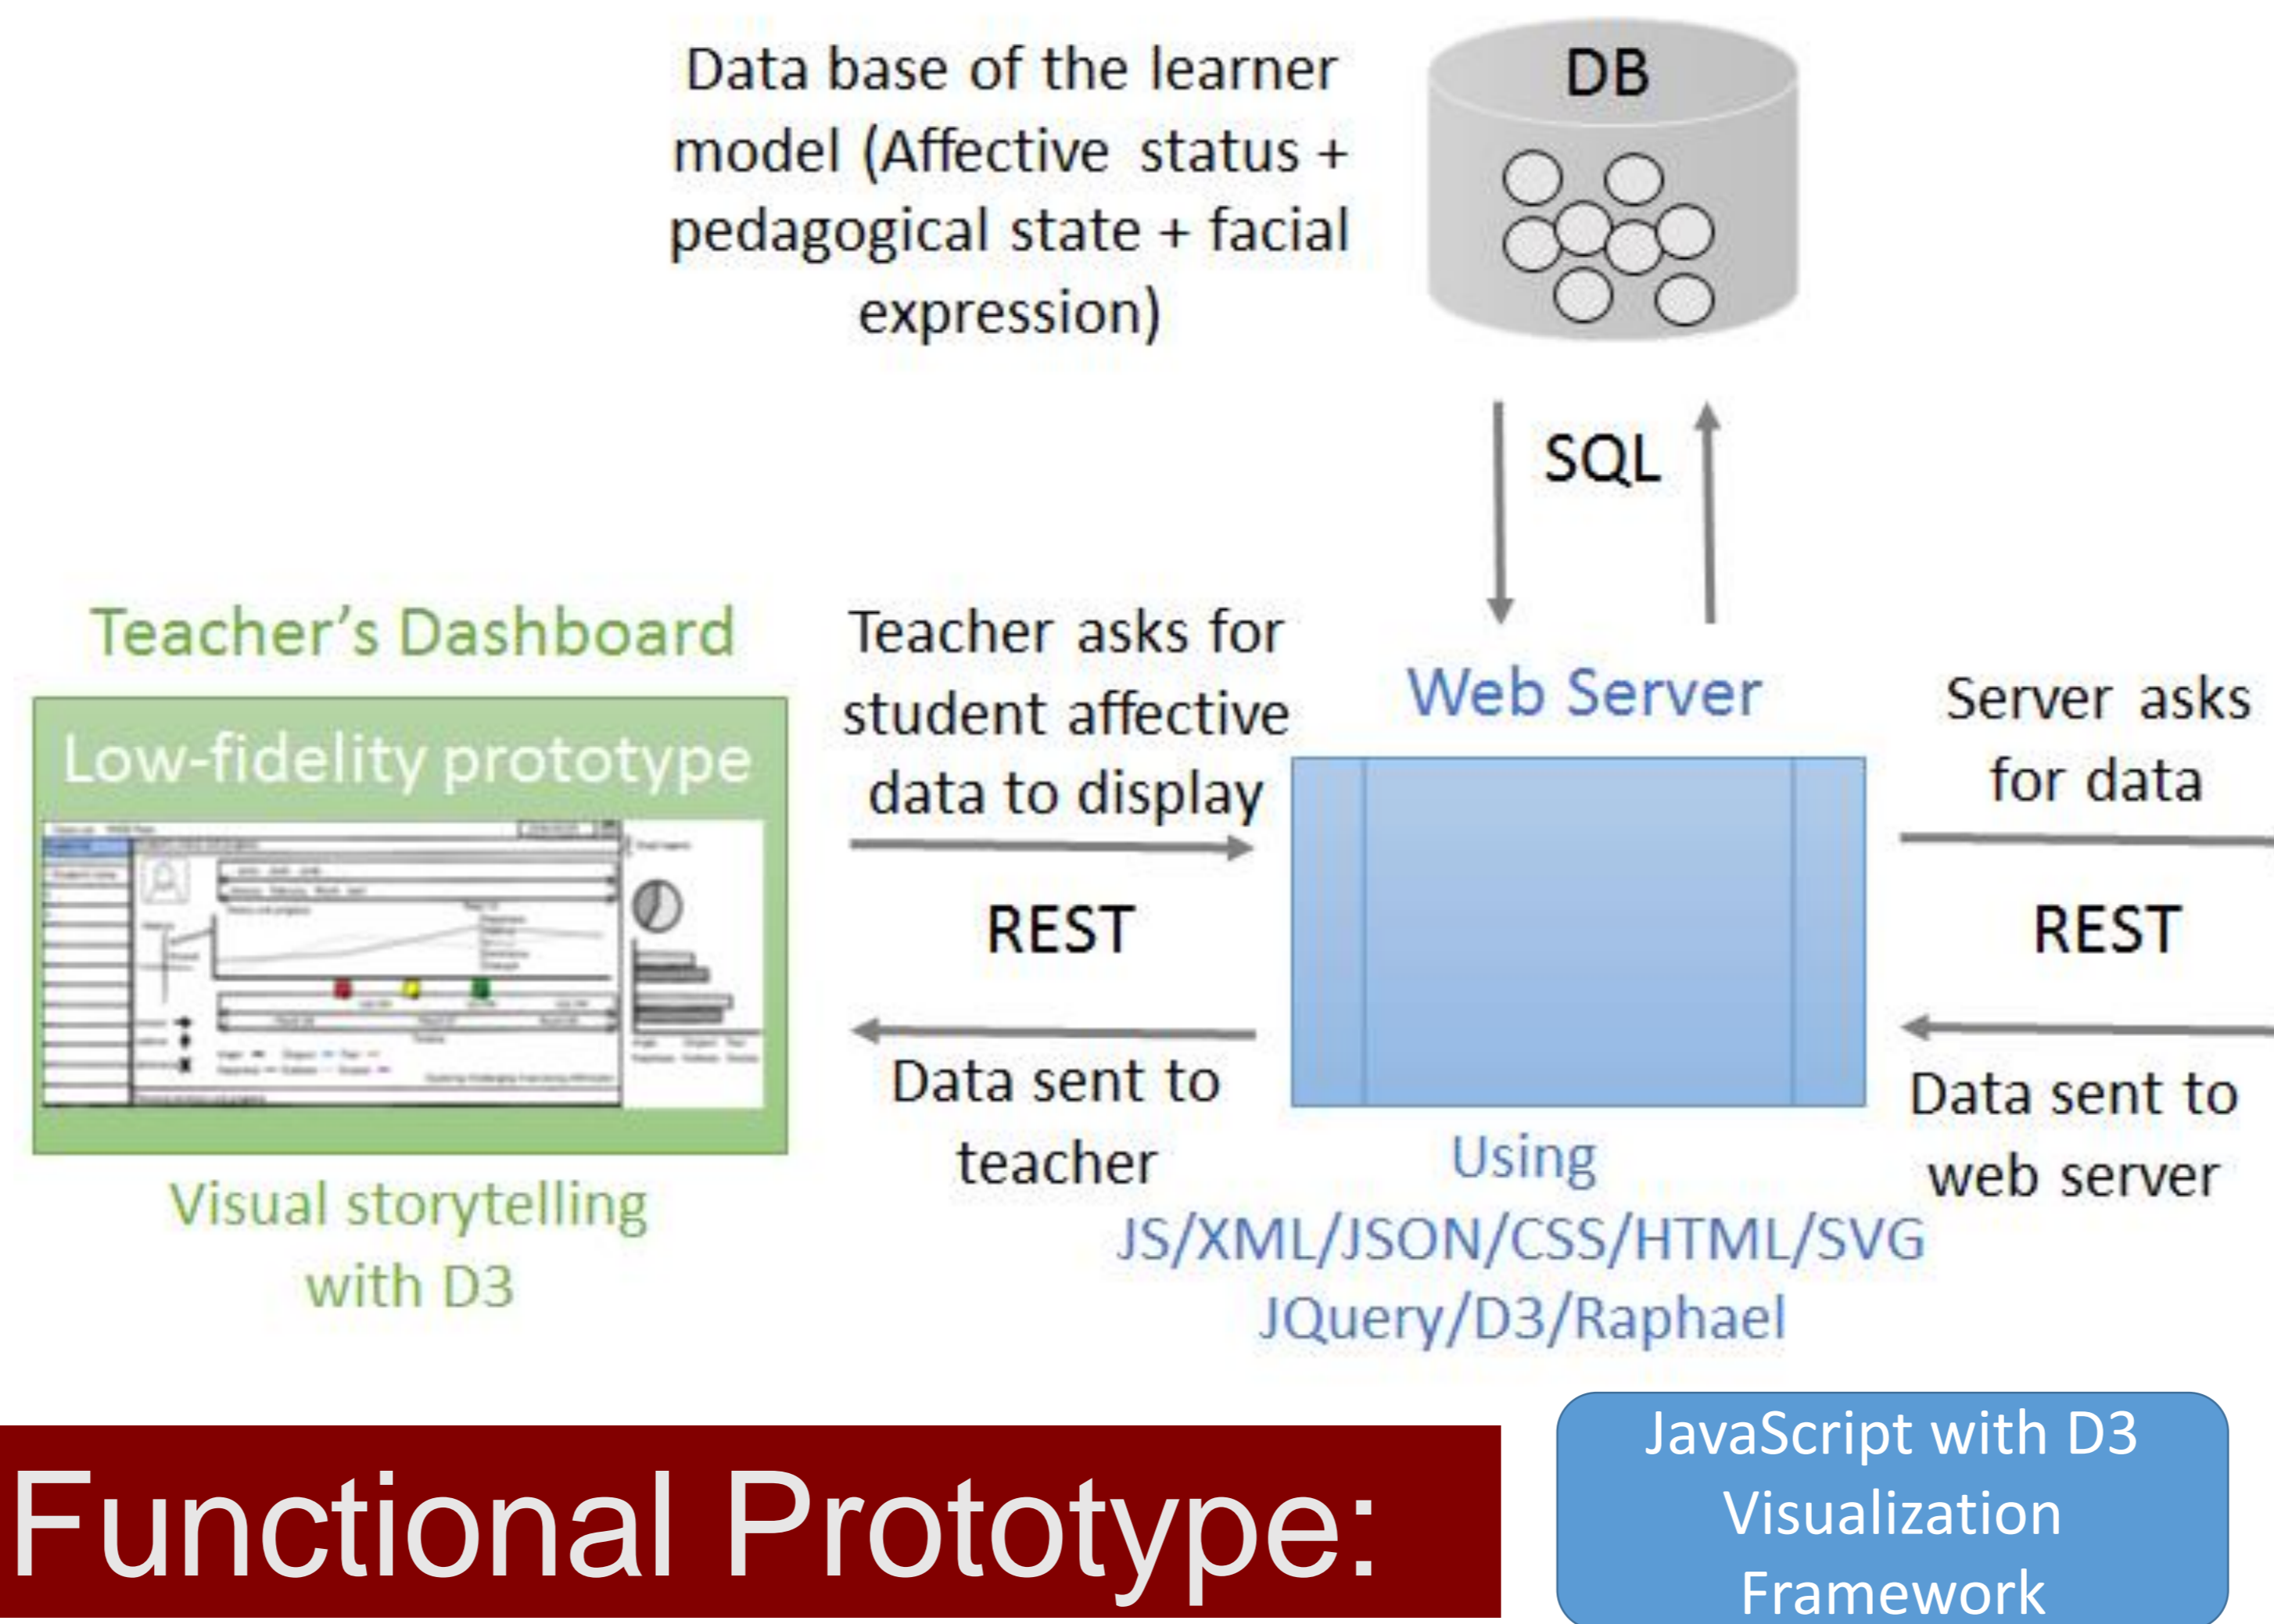 Data base of the learner
model (Affective status +
pedagogical state + facial
expression)
DB
SQL
Teacher's Dashboard
Low-fidelity prototype
Visual storytelling
with D3
Teacher asks for
student affective
data to display
REST
Data sent to
teacher
Web Server
Using
JS/XML/JSON/CSS/HTML/SVG
JQuery/D3/Raphael
Server asks
for data
REST
Data sent to
web server
Functional Prototype:
JavaScript with D3
Visualization
Framework